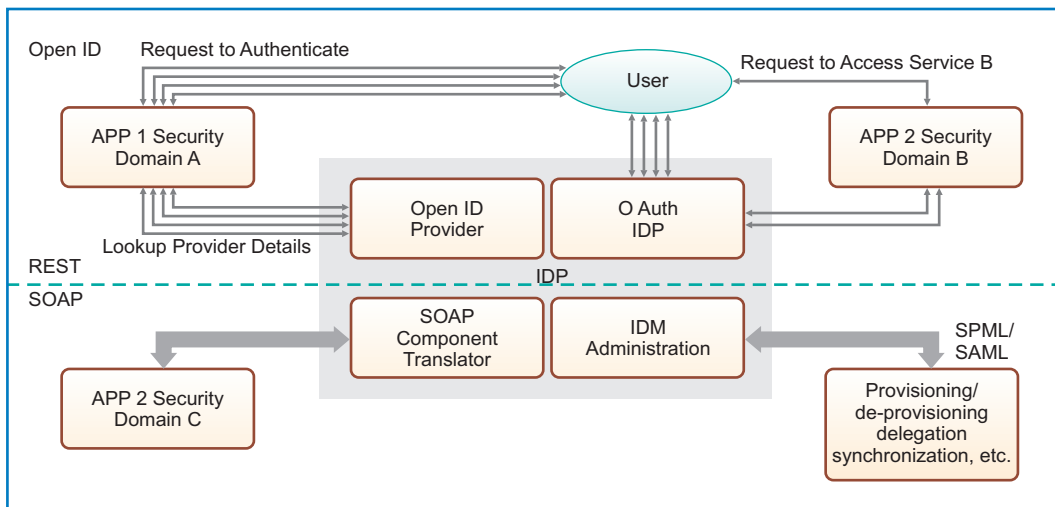 Open ID
Request to Authenticate
User
Request to Access Service B
APP 1 Security
Domain A
APP 2 Security
Domain B
Open ID
Provider
O Auth
IDP
Lookup Provider Details
REST
IDP
SOAP
SOAP
Component
Translator
IDM
Administration
SPML/
SAML
APP 2 Security
Domain C
Provisioning/
de-provisioning
delegation
synchronization, etc.